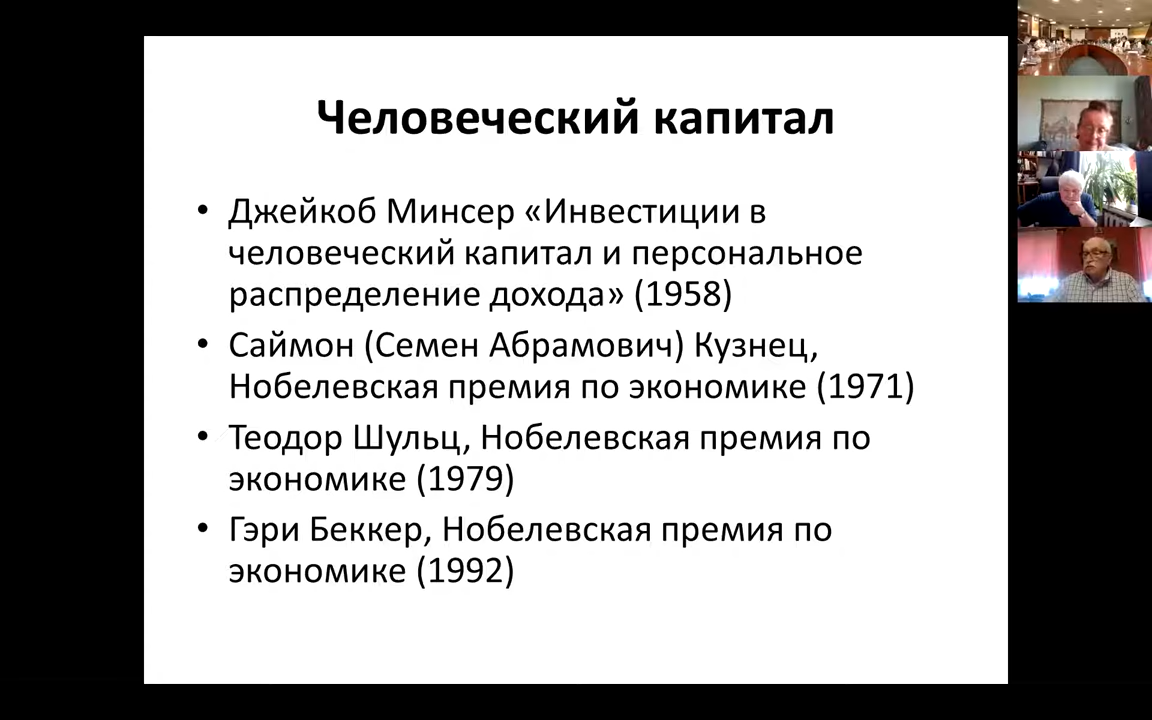 Человеческий капитал
• Джейкоб Минсер «Инвестиции в
человеческий капитал и персональное
распределение дохода» (1958)
• Саймон (Семен Абрамович) Кузнец,
Нобелевская премия по экономике (1971)
• Теодор Шульц, Нобелевская премия по
экономике (1979)
• Гэри Беккер, Нобелевская премия по
экономике (1992)